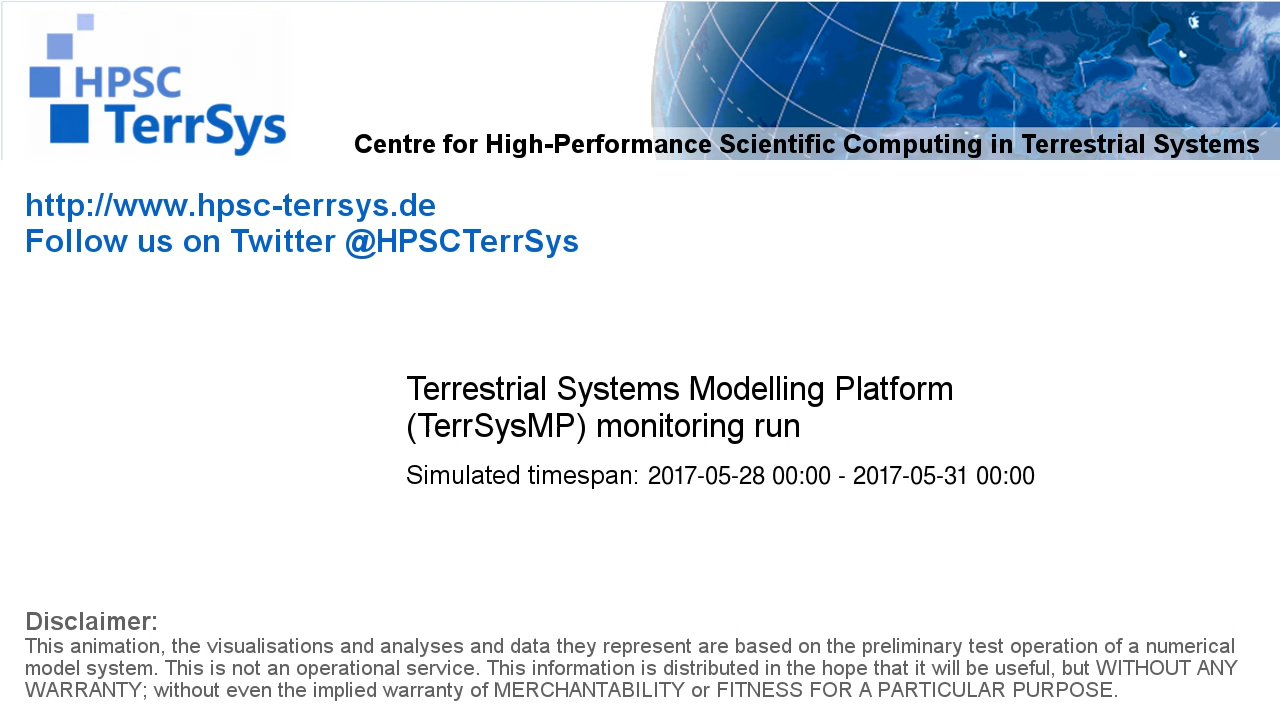 HPSC
TerrSys
Centre for High-Performance Scientific Computing in Terrestrial Systems
http://www.hpsc-terrsys.de
Follow us on Twitter @HPSCTerrSys
Terrestrial Systems Modelling Platform
(TerrSysMP) monitoring run
Simulated timespan: 2017-05-28 00:00 - 2017-05-31 00:00
Disclaimer:
This animation, the visualisations and analyses and data they represent are based on the preliminary test operation of a numerical
model system. This is not an operational service. This information is distributed in the hope that it will be useful, but WITHOUT ANY
WARRANTY; without even the implied warranty of MERCHANTABILITY or FITNESS FOR A PARTICULAR PURPOSE.